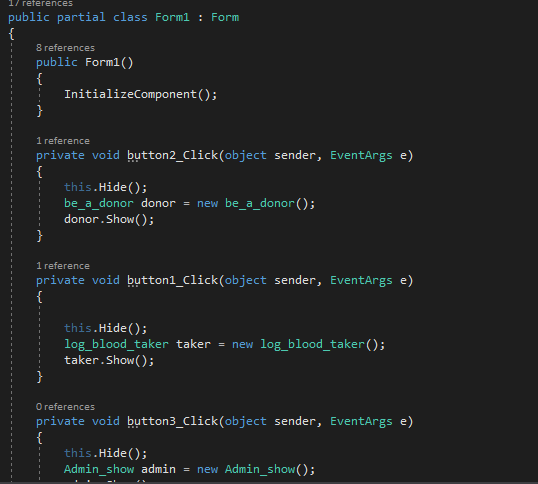 17 references
public partial class Form1 : Form
{
8 references
public Form1()
{
InitializeComponent();
}
1 reference
private void button2_Click(object sender, EventArgs e)
{
this.Hide();
be_a_donor donor = new be_a_donor();
donor.Show();
}
1 reference
private void button1_Click(object sender, EventArgs e)
{
this.Hide();
log_blood_taker taker = new log_blood_taker();
taker.Show();
}
0 references
private void button3_Click(object sender, EventArgs e)
{
this.Hide();
Admin_show admin = new Admin_show();